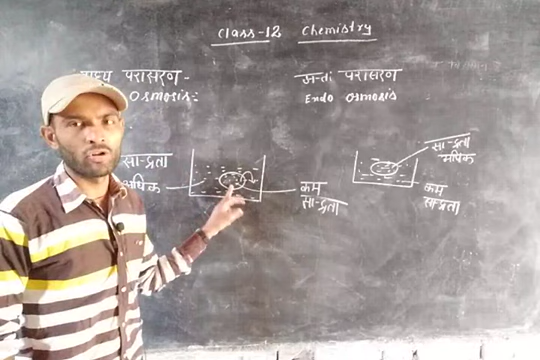 Class-12 Chemistry
बाह्य परासरण -
Osmosis :-
अन्तः परासरण
Endo Osmosis
सान्द्रता
अधिक
कम
सान्द्रता
सान्द्रता
अधिक
कम
सान्द्रता